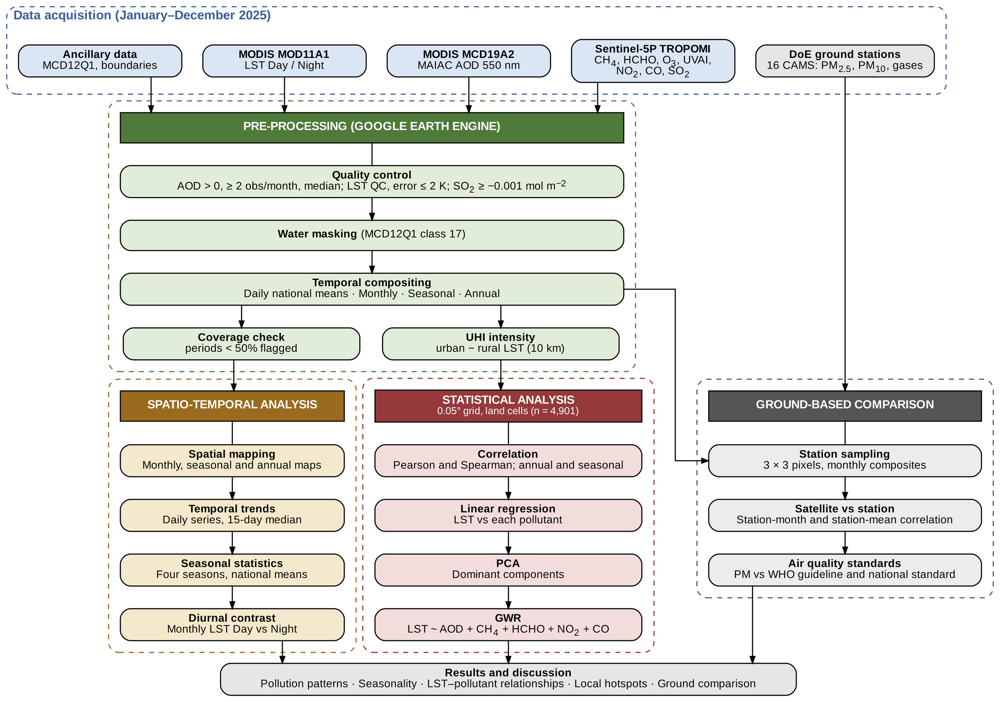 Data acquisition (January–December 2025)
Ancillary data
MCD12Q1, boundaries
MODIS MOD11A1
LST Day / Night
MODIS MCD19A2
MAIAC AOD 550 nm
Sentinel-5P TROPOMI
CH₄, HCHO, O₃, UVAI,
NO₂, CO, SO₂
DoE ground stations
16 CAMS: PM₂.₅, PM₁₀, gases
PRE-PROCESSING (GOOGLE EARTH ENGINE)
Quality control
AOD > 0, ≥ 2 obs/month, median; LST QC, error ≤ 2 K; SO₂ ≥ −0.001 mol m⁻²
Water masking (MCD12Q1 class 17)
Temporal compositing
Daily national means · Monthly · Seasonal · Annual
Coverage check
periods < 50% flagged
UHI intensity
urban − rural LST (10 km)
SPATIO-TEMPORAL ANALYSIS
Spatial mapping
Monthly, seasonal and annual maps
Temporal trends
Daily series, 15-day median
Seasonal statistics
Four seasons, national means
Diurnal contrast
Monthly LST Day vs Night
STATISTICAL ANALYSIS
0.05° grid, land cells (n = 4,901)
Correlation
Pearson and Spearman; annual and seasonal
Linear regression
LST vs each pollutant
PCA
Dominant components
GWR
LST ~ AOD + CH₄ + HCHO + NO₂ + CO
GROUND-BASED COMPARISON
Station sampling
3 × 3 pixels, monthly composites
Satellite vs station
Station-month and station-mean correlation
Air quality standards
PM vs WHO guideline and national standard
Results and discussion
Pollution patterns · Seasonality · LST–pollutant relationships · Local hotspots · Ground comparison